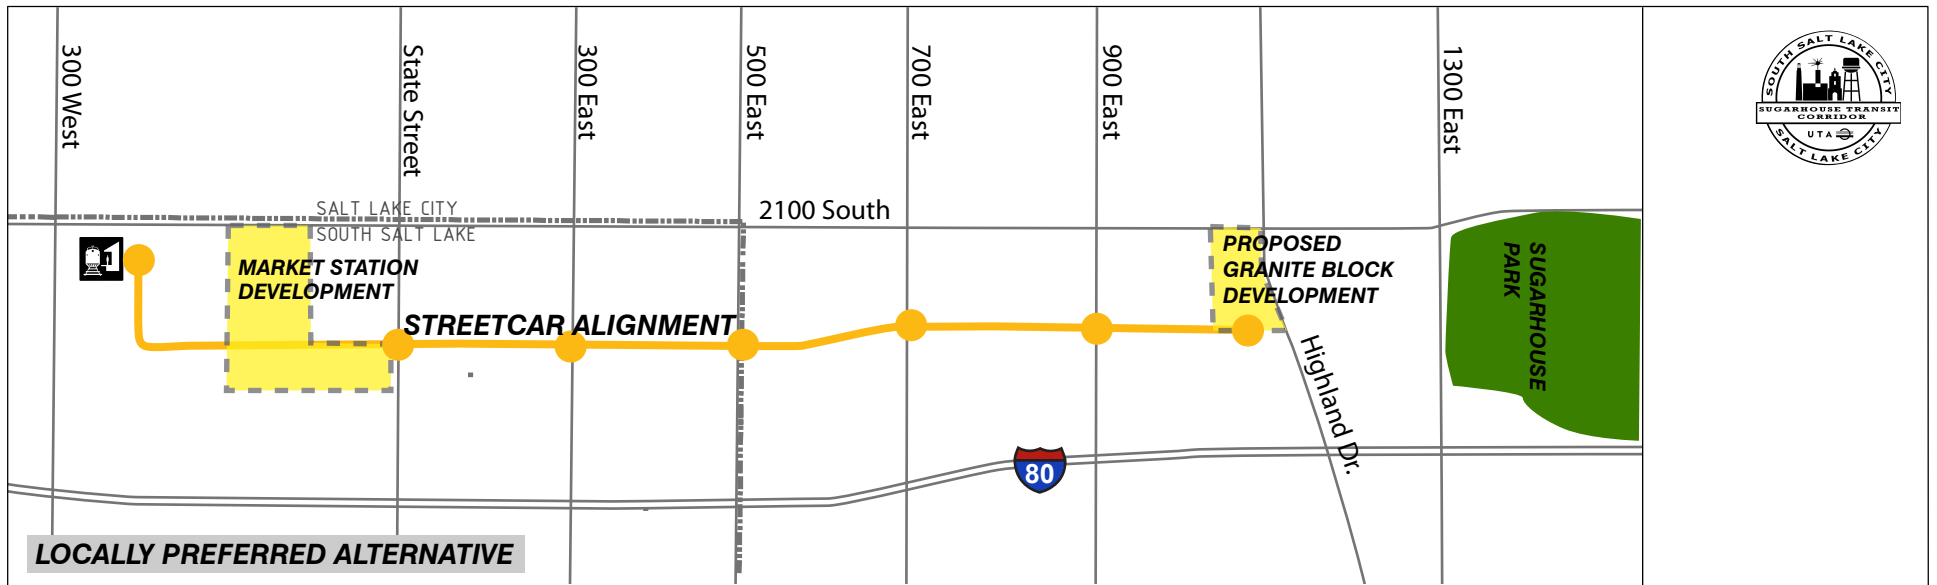 300 West
State Street
300 East
500 East
700 East
900 East
1300 East
SOUTH SALT LAKE CITY
SUGARHOUSE TRANSIT
CORRIDOR
UTA
SALT LAKE CITY
SALT LAKE CITY
2100 South
SOUTH SALT LAKE
MARKET STATION
DEVELOPMENT
PROPOSED
GRANITE BLOCK
DEVELOPMENT
SUGARHOUSE
PARK
STREETCAR ALIGNMENT
Highland Dr.
80
LOCALLY PREFERRED ALTERNATIVE